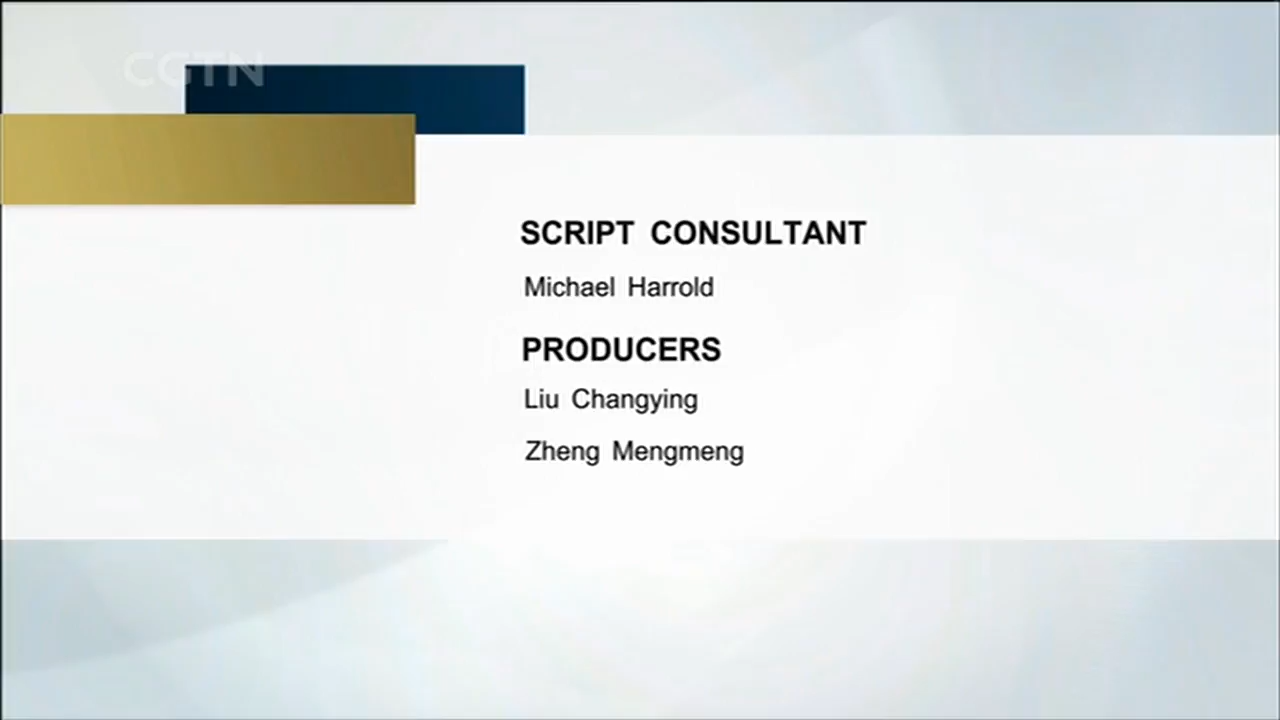 CGTN
SCRIPT CONSULTANT
Michael Harrold
PRODUCERS
Liu Changying
Zheng Mengmeng